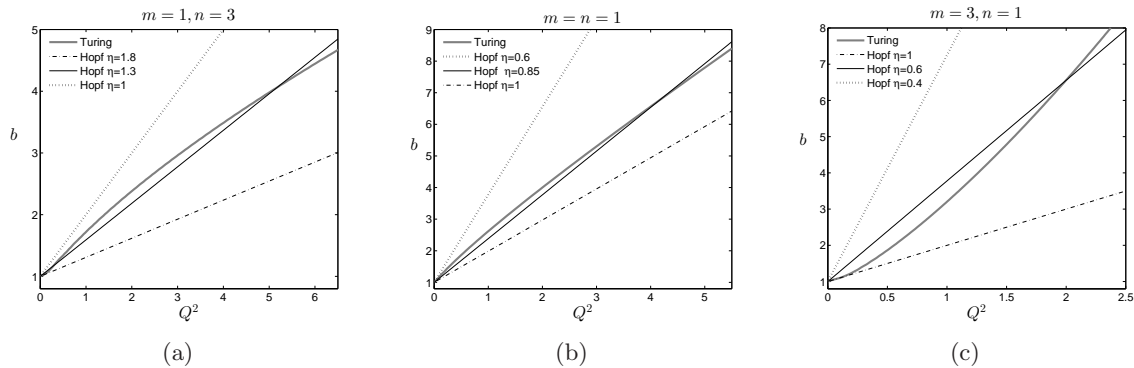 m = 1, n = 3
5
4
3
2
1
b
0 1 2 3 4 5 6
Q²
Turing
Hopf η=1.8
Hopf η=1.3
Hopf η=1
(a)
m = n = 1
9
8
7
6
5
4
3
2
1
b
0 1 2 3 4 5
Q²
Turing
Hopf η=0.6
Hopf η=0.85
Hopf η=1
(b)
m = 3, n = 1
8
7
6
5
4
3
2
1
b
0 0.5 1 1.5 2 2.5
Q²
Turing
Hopf η=1
Hopf η=0.6
Hopf η=0.4
(c)